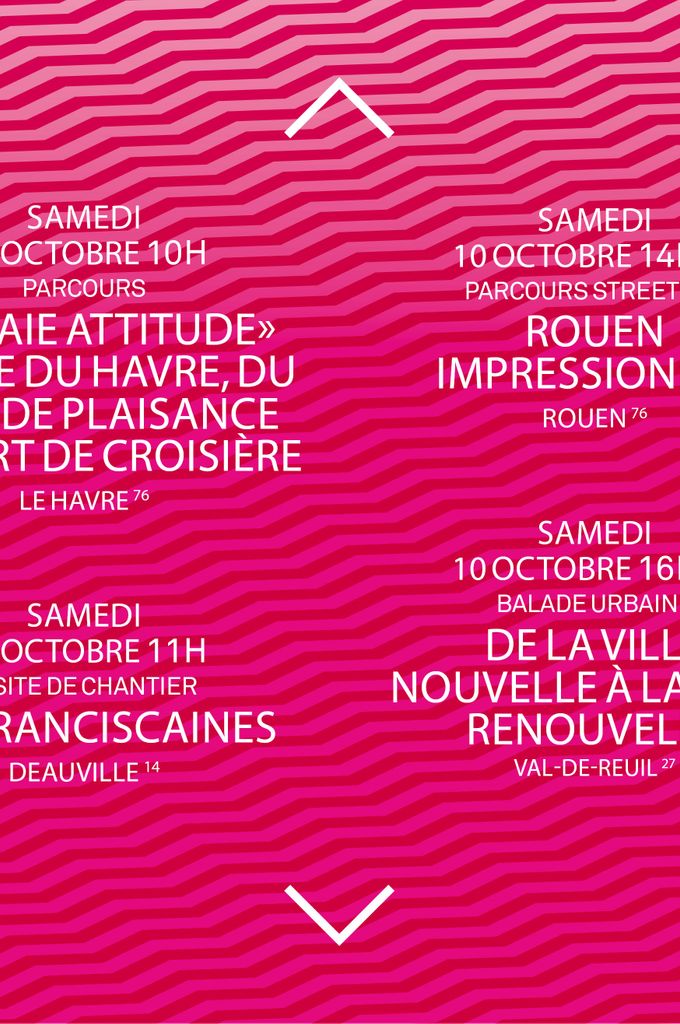 SAMEDI
OCTOBRE 10H
PARCOURS
AIE ATTITUDE»
E DU HAVRE, DU
DE PLAISANCE
RT DE CROISIÈRE
LE HAVRE 76
SAMEDI
OCTOBRE 11H
SITE DE CHANTIER
RANCISCAINES
DEAUVILLE 14
SAMEDI
10 OCTOBRE 14H
PARCOURS STREET
ROUEN
IMPRESSION
ROUEN 76
SAMEDI
10 OCTOBRE 16H
BALADE URBAIN
DE LA VILL
NOUVELLE À LA
RENOUVEL
VAL-DE-REUIL 27